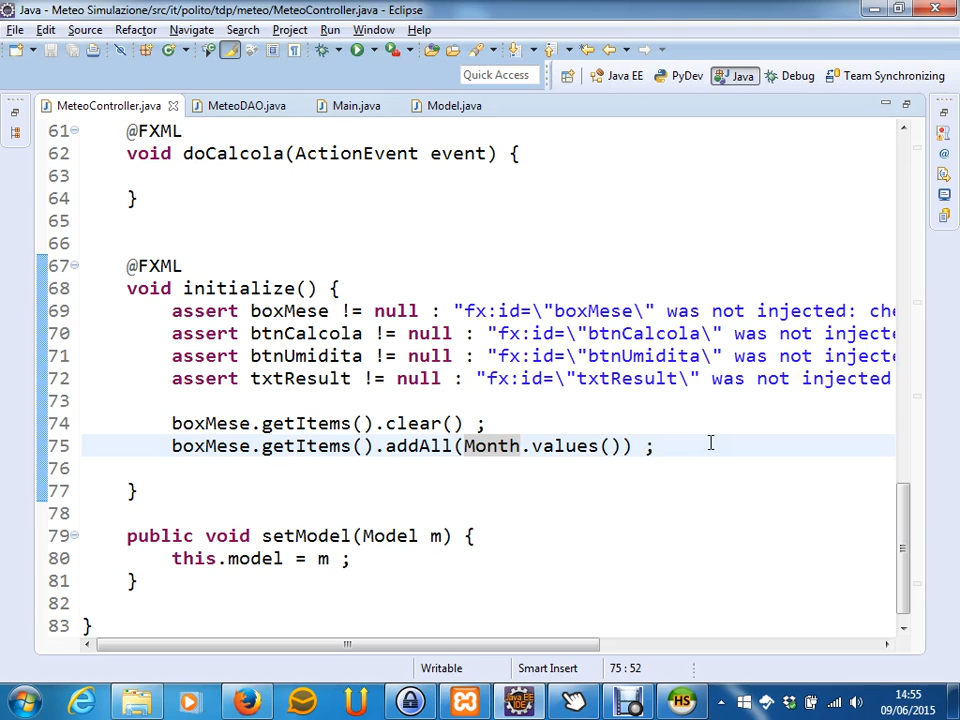 Java - Meteo Simulazione/src/it/polito/tdp/meteo/MeteoController.java - Eclipse
File Edit Source Refactor Navigate Search Project Run Window Help
Quick Access Java EE PyDev Java Debug Team Synchronizing
MeteoController.java MeteoDAO.java Main.java Model.java
61 @FXML
62 void doCalcola(ActionEvent event) {
63
64 }
65
66
67 @FXML
68 void initialize() {
69 assert boxMese != null : "fx:id=\"boxMese\" was not injected: che
70 assert btnCalcola != null : "fx:id=\"btnCalcola\" was not inject
71 assert btnUmidita != null : "fx:id=\"btnUmidita\" was not injecte
72 assert txtResult != null : "fx:id=\"txtResult\" was not injected
73
74 boxMese.getItems().clear() ;
75 boxMese.getItems().addAll(Month.values()) ;
76
77 }
78
79 public void setModel(Model m) {
80 this.model = m ;
81 }
82
83 }
Writable Smart Insert 75 : 52
14:55
09/06/2015